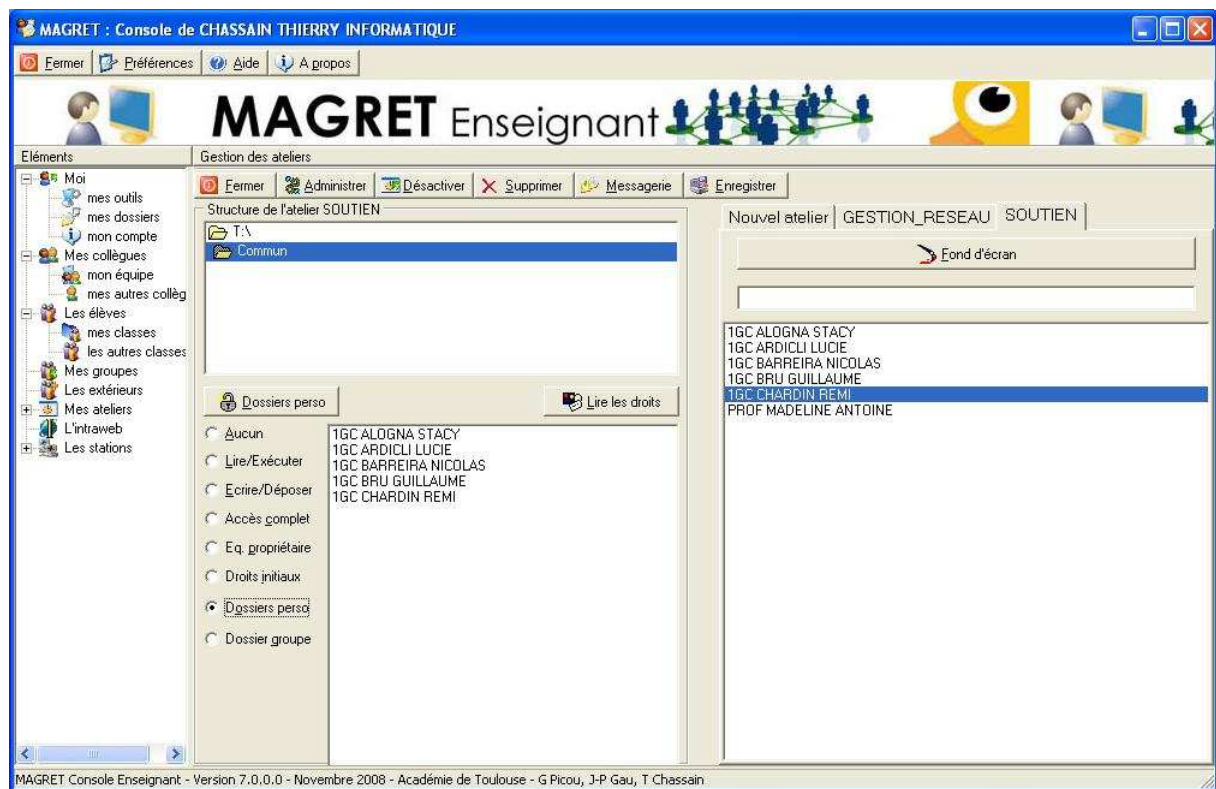 MAGRET : Console de CHASSAIN THIERRY INFORMATIQUE
Fermer Préférences Aide A propos
MAGRET Enseignant
Eléments
Gestion des ateliers
Moi
mes outils
mes dossiers
mon compte
Mes collègues
mon équipe
mes autres collèg
Les élèves
mes classes
les autres classes
Mes groupes
Les extérieurs
Mes ateliers
L'intraweb
Les stations
Fermer Administrer Désactiver Supprimer Messagerie Enregistrer
Structure de l'atelier SOUTIEN
T:\
Commun
Dossiers perso
Lire les droits
Aucun
Lire/Exécuter
Ecrire/Déposer
Accès complet
Eq. propriétaire
Droits initiaux
Dossiers perso
Dossier groupe
1GC ALOGNA STACY
1GC ARDICLI LUCIE
1GC BARREIRA NICOLAS
1GC BRU GUILLAUME
1GC CHARDIN REMI
Nouvel atelier GESTION_RESEAU SOUTIEN
Fond d'écran
1GC ALOGNA STACY
1GC ARDICLI LUCIE
1GC BARREIRA NICOLAS
1GC BRU GUILLAUME
1GC CHARDIN REMI
PROF MADELINE ANTOINE
MAGRET Console Enseignant - Version 7.0.0.0 - Novembre 2008 - Académie de Toulouse - G Picou, J-P Gau, T Chassain